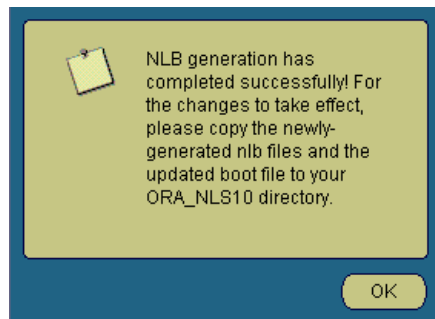 NLB generation has
completed successfully! For
the changes to take effect,
please copy the newly-
generated nlb files and the
updated boot file to your
ORA_NLS10 directory.
OK